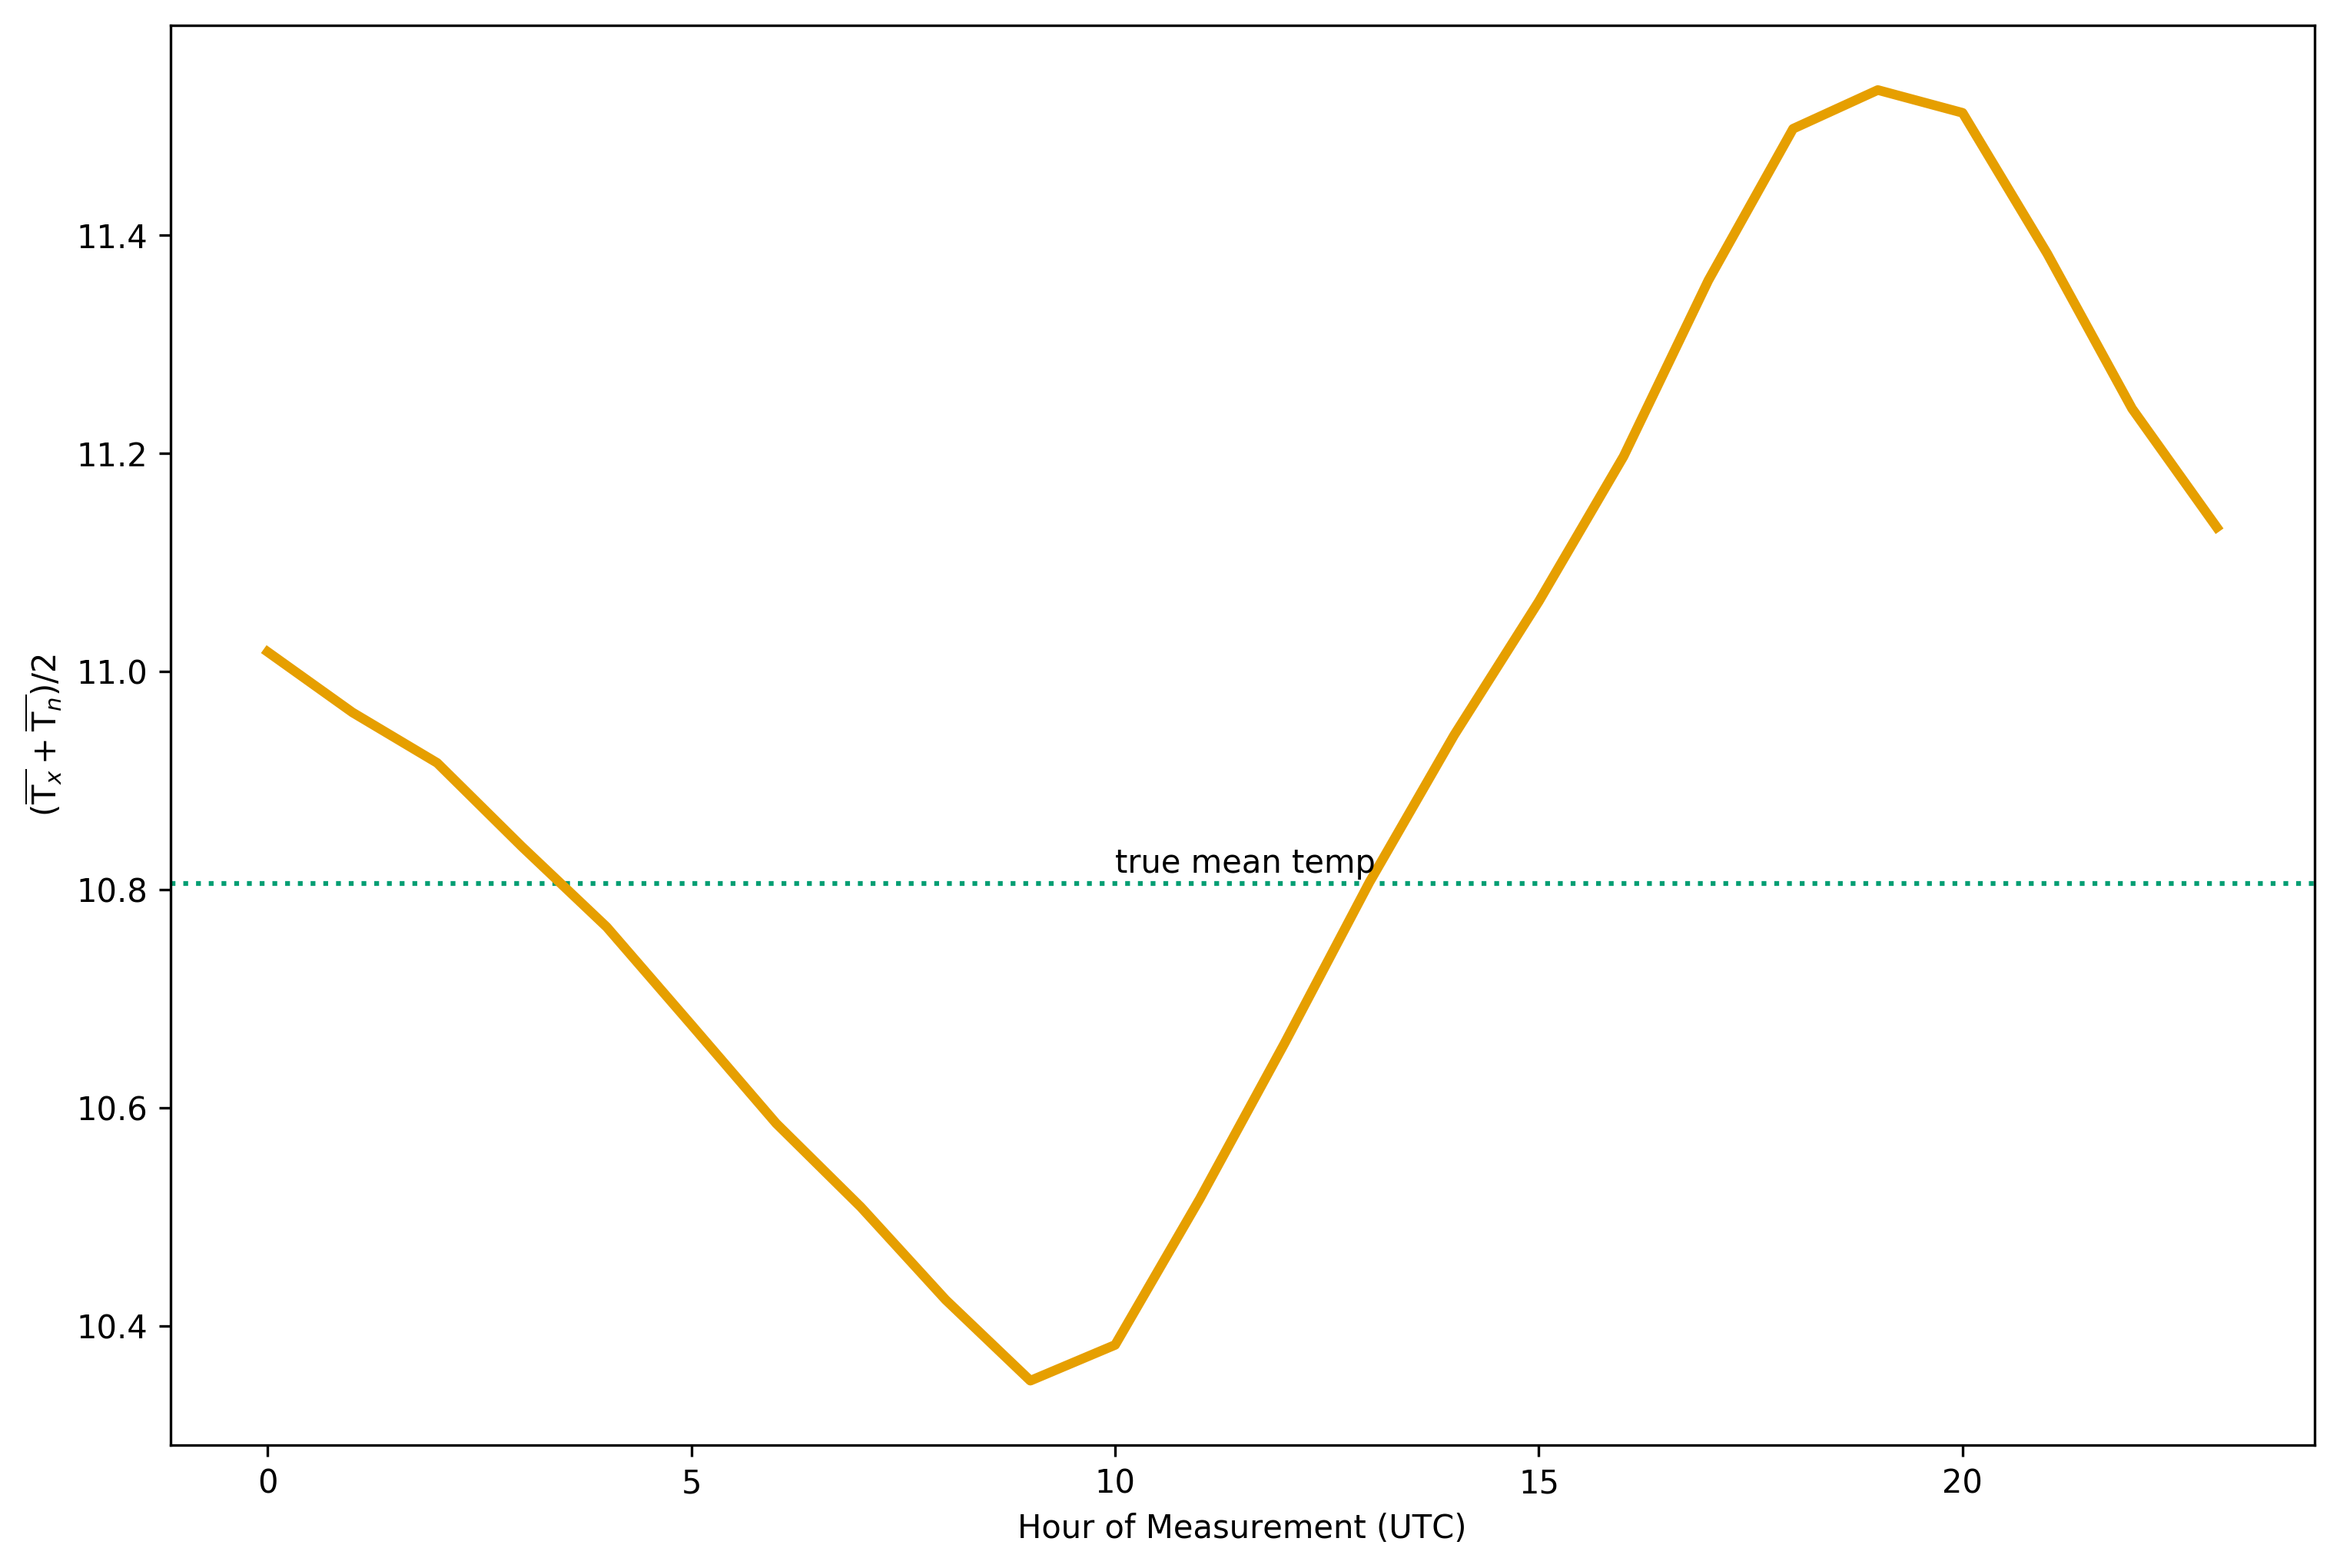 11.4
11.2
11.0
10.8
10.6
10.4
(T̅ₓ + T̅ₙ)/2
true mean temp
0 5 10 15 20
Hour of Measurement (UTC)